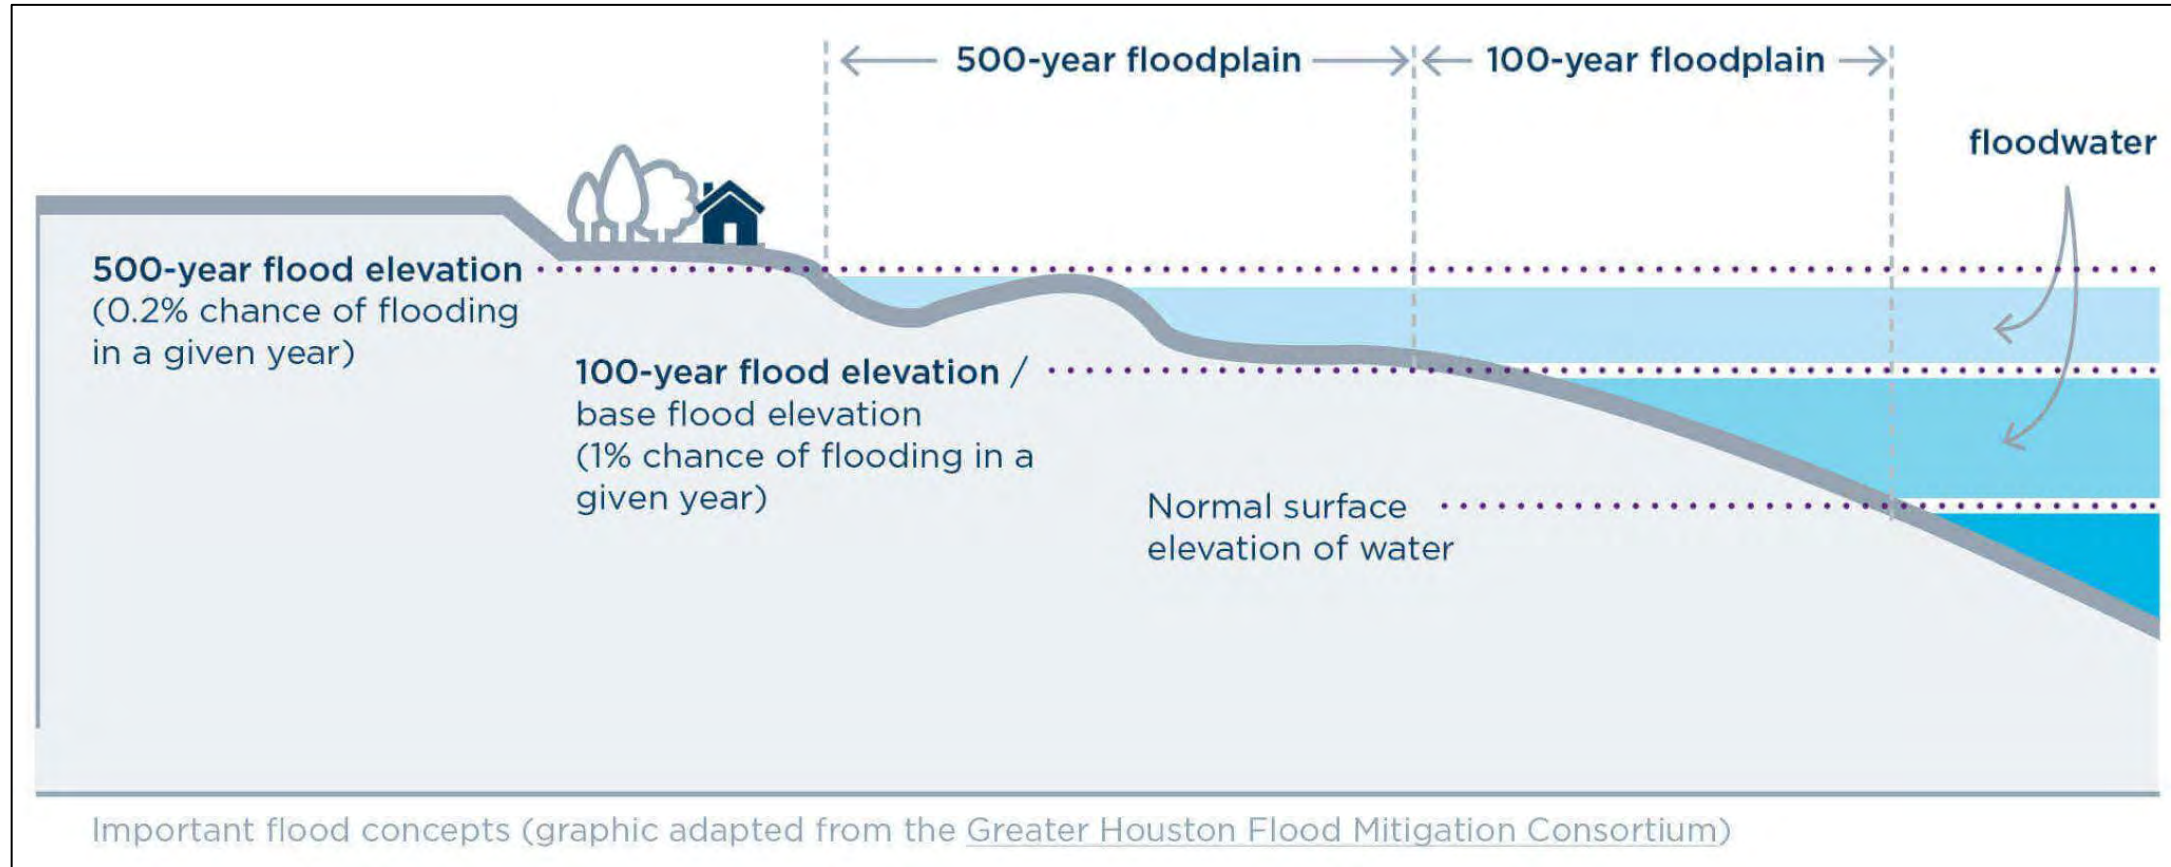 500-year floodplain
100-year floodplain
floodwater
500-year flood elevation
(0.2% chance of flooding
in a given year)
100-year flood elevation /
base flood elevation
(1% chance of flooding in a
given year)
Normal surface
elevation of water
Important flood concepts (graphic adapted from the Greater Houston Flood Mitigation Consortium)